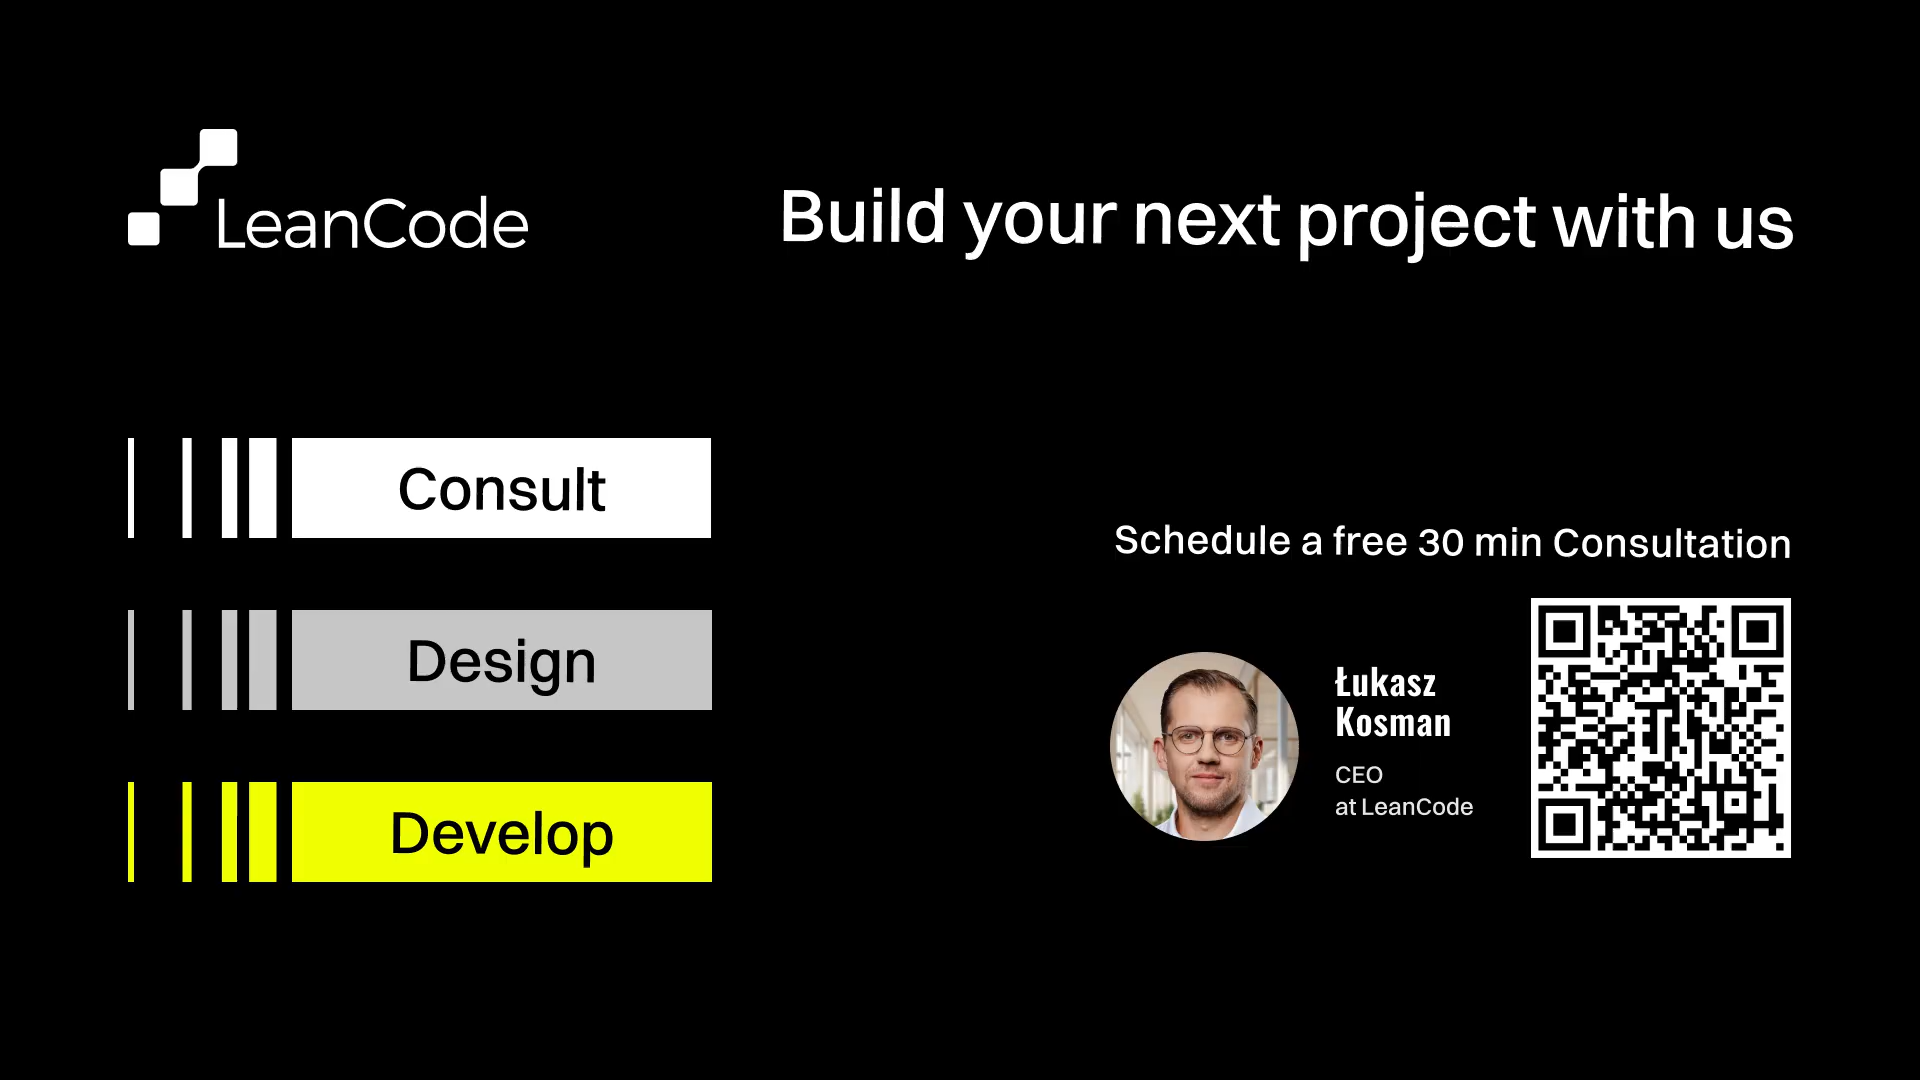 LeanCode
Build your next project with us
Consult
Design
Develop
Schedule a free 30 min Consultation
Łukasz
Kosman
CEO
at LeanCode